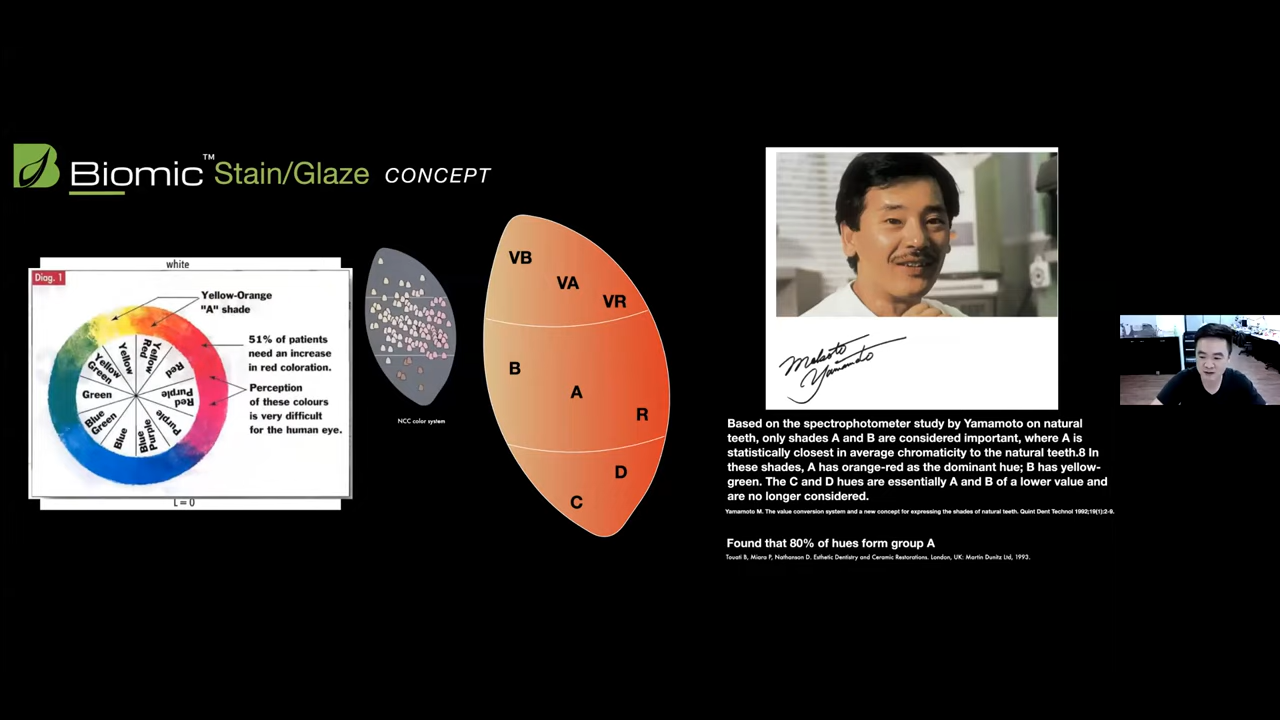 Biomic™ Stain/Glaze CONCEPT
white
Diag. 1
Yellow-Orange
"A" shade
51% of patients
need an increase
in red coloration.
Perception
of these colours
is very difficult
for the human eye.
Yellow
Yellow Red
Red
Red Purple
Purple
Blue Purple
Blue
Blue Green
Green
Yellow Green
L=0
NCC color system
VB
VA
VR
B
A
R
D
C
Makoto
Yamamoto
Based on the spectrophotometer study by Yamamoto on natural
teeth, only shades A and B are considered important, where A is
statistically closest in average chromaticity to the natural teeth.8 In
these shades, A has orange-red as the dominant hue; B has yellow-
green. The C and D hues are essentially A and B of a lower value and
are no longer considered.
Yamamoto M. The value conversion system and a new concept for expressing the shades of natural teeth. Quint Dent Technol 1992;19(1):2-9.
Found that 80% of hues form group A
Touati B, Miara P, Nathanson D. Esthetic Dentistry and Ceramic Restorations. London, UK: Martin Dunitz Ltd, 1993.